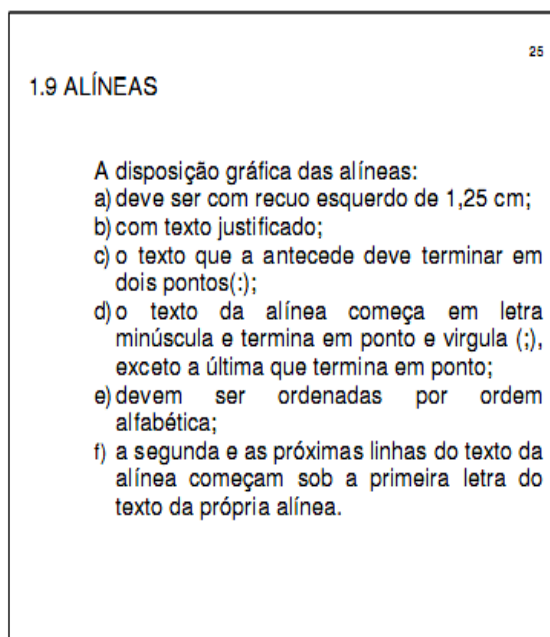 25
1.9 ALÍNEAS
A disposição gráfica das alíneas:
a) deve ser com recuo esquerdo de 1,25 cm;
b) com texto justificado;
c) o texto que a antecede deve terminar em
dois pontos(:);
d) o texto da alínea começa em letra
minúscula e termina em ponto e virgula (;),
exceto a última que termina em ponto;
e) devem ser ordenadas por ordem
alfabética;
f) a segunda e as próximas linhas do texto da
alínea começam sob a primeira letra do
texto da própria alínea.